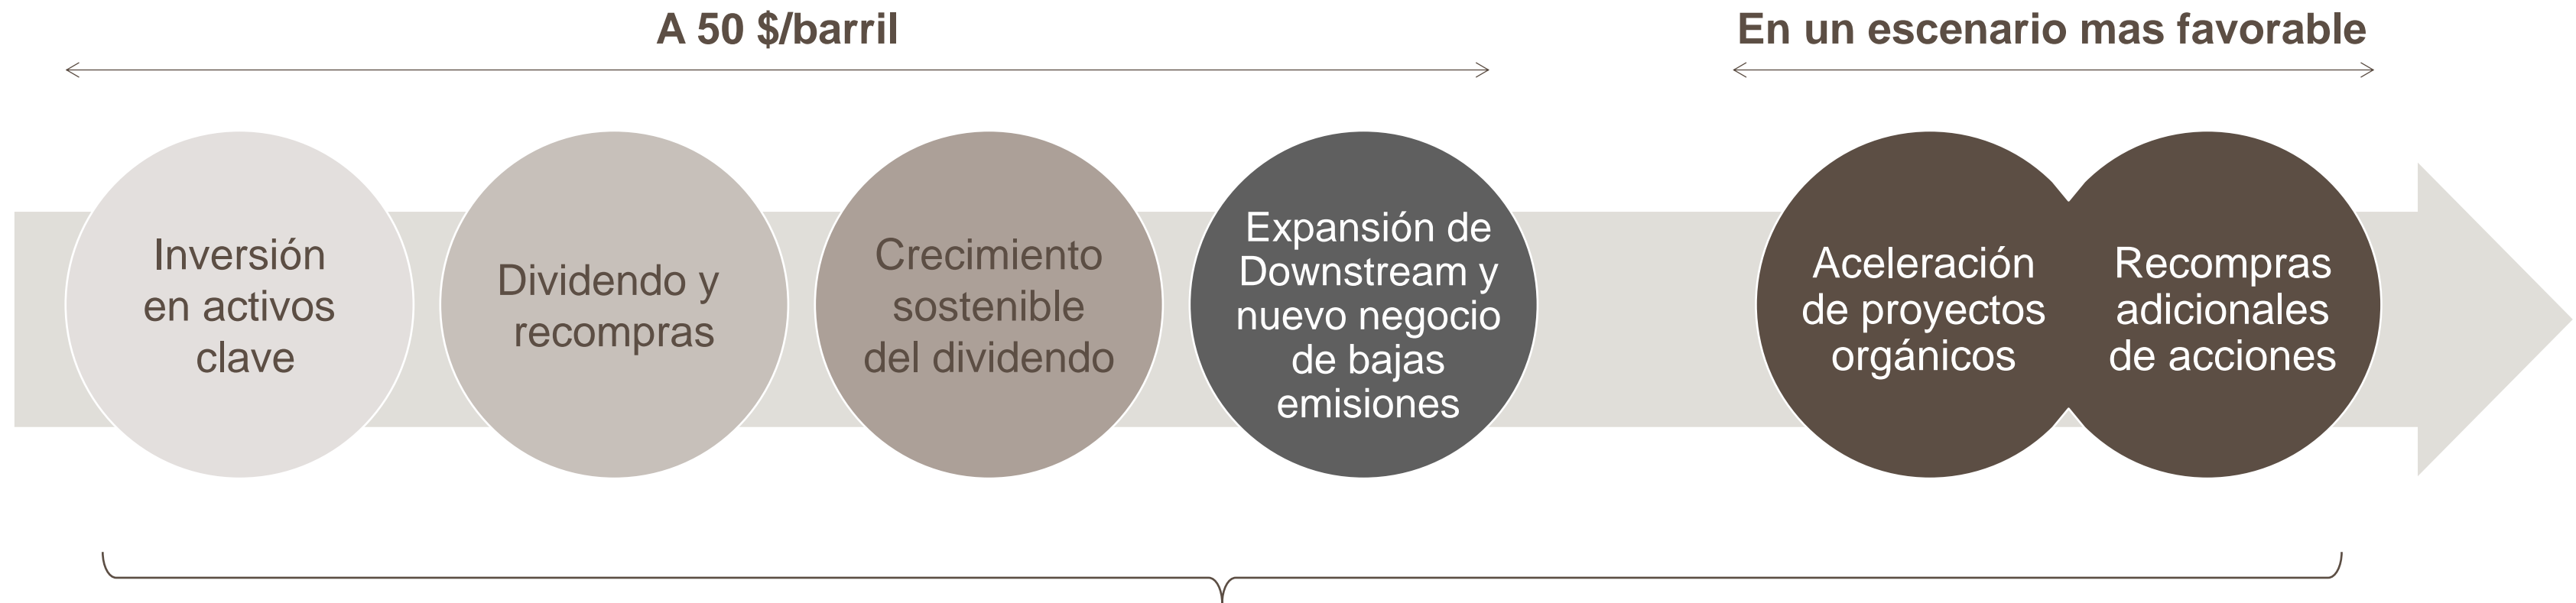 A 50 $/barril
En un escenario mas favorable
Inversión
en activos
clave
Dividendo y
recompras
Crecimiento
sostenible
del dividendo
Expansión de
Downstream y
nuevo negocio
de bajas
emisiones
Aceleración
de proyectos
orgánicos
Recompras
adicionales
de acciones